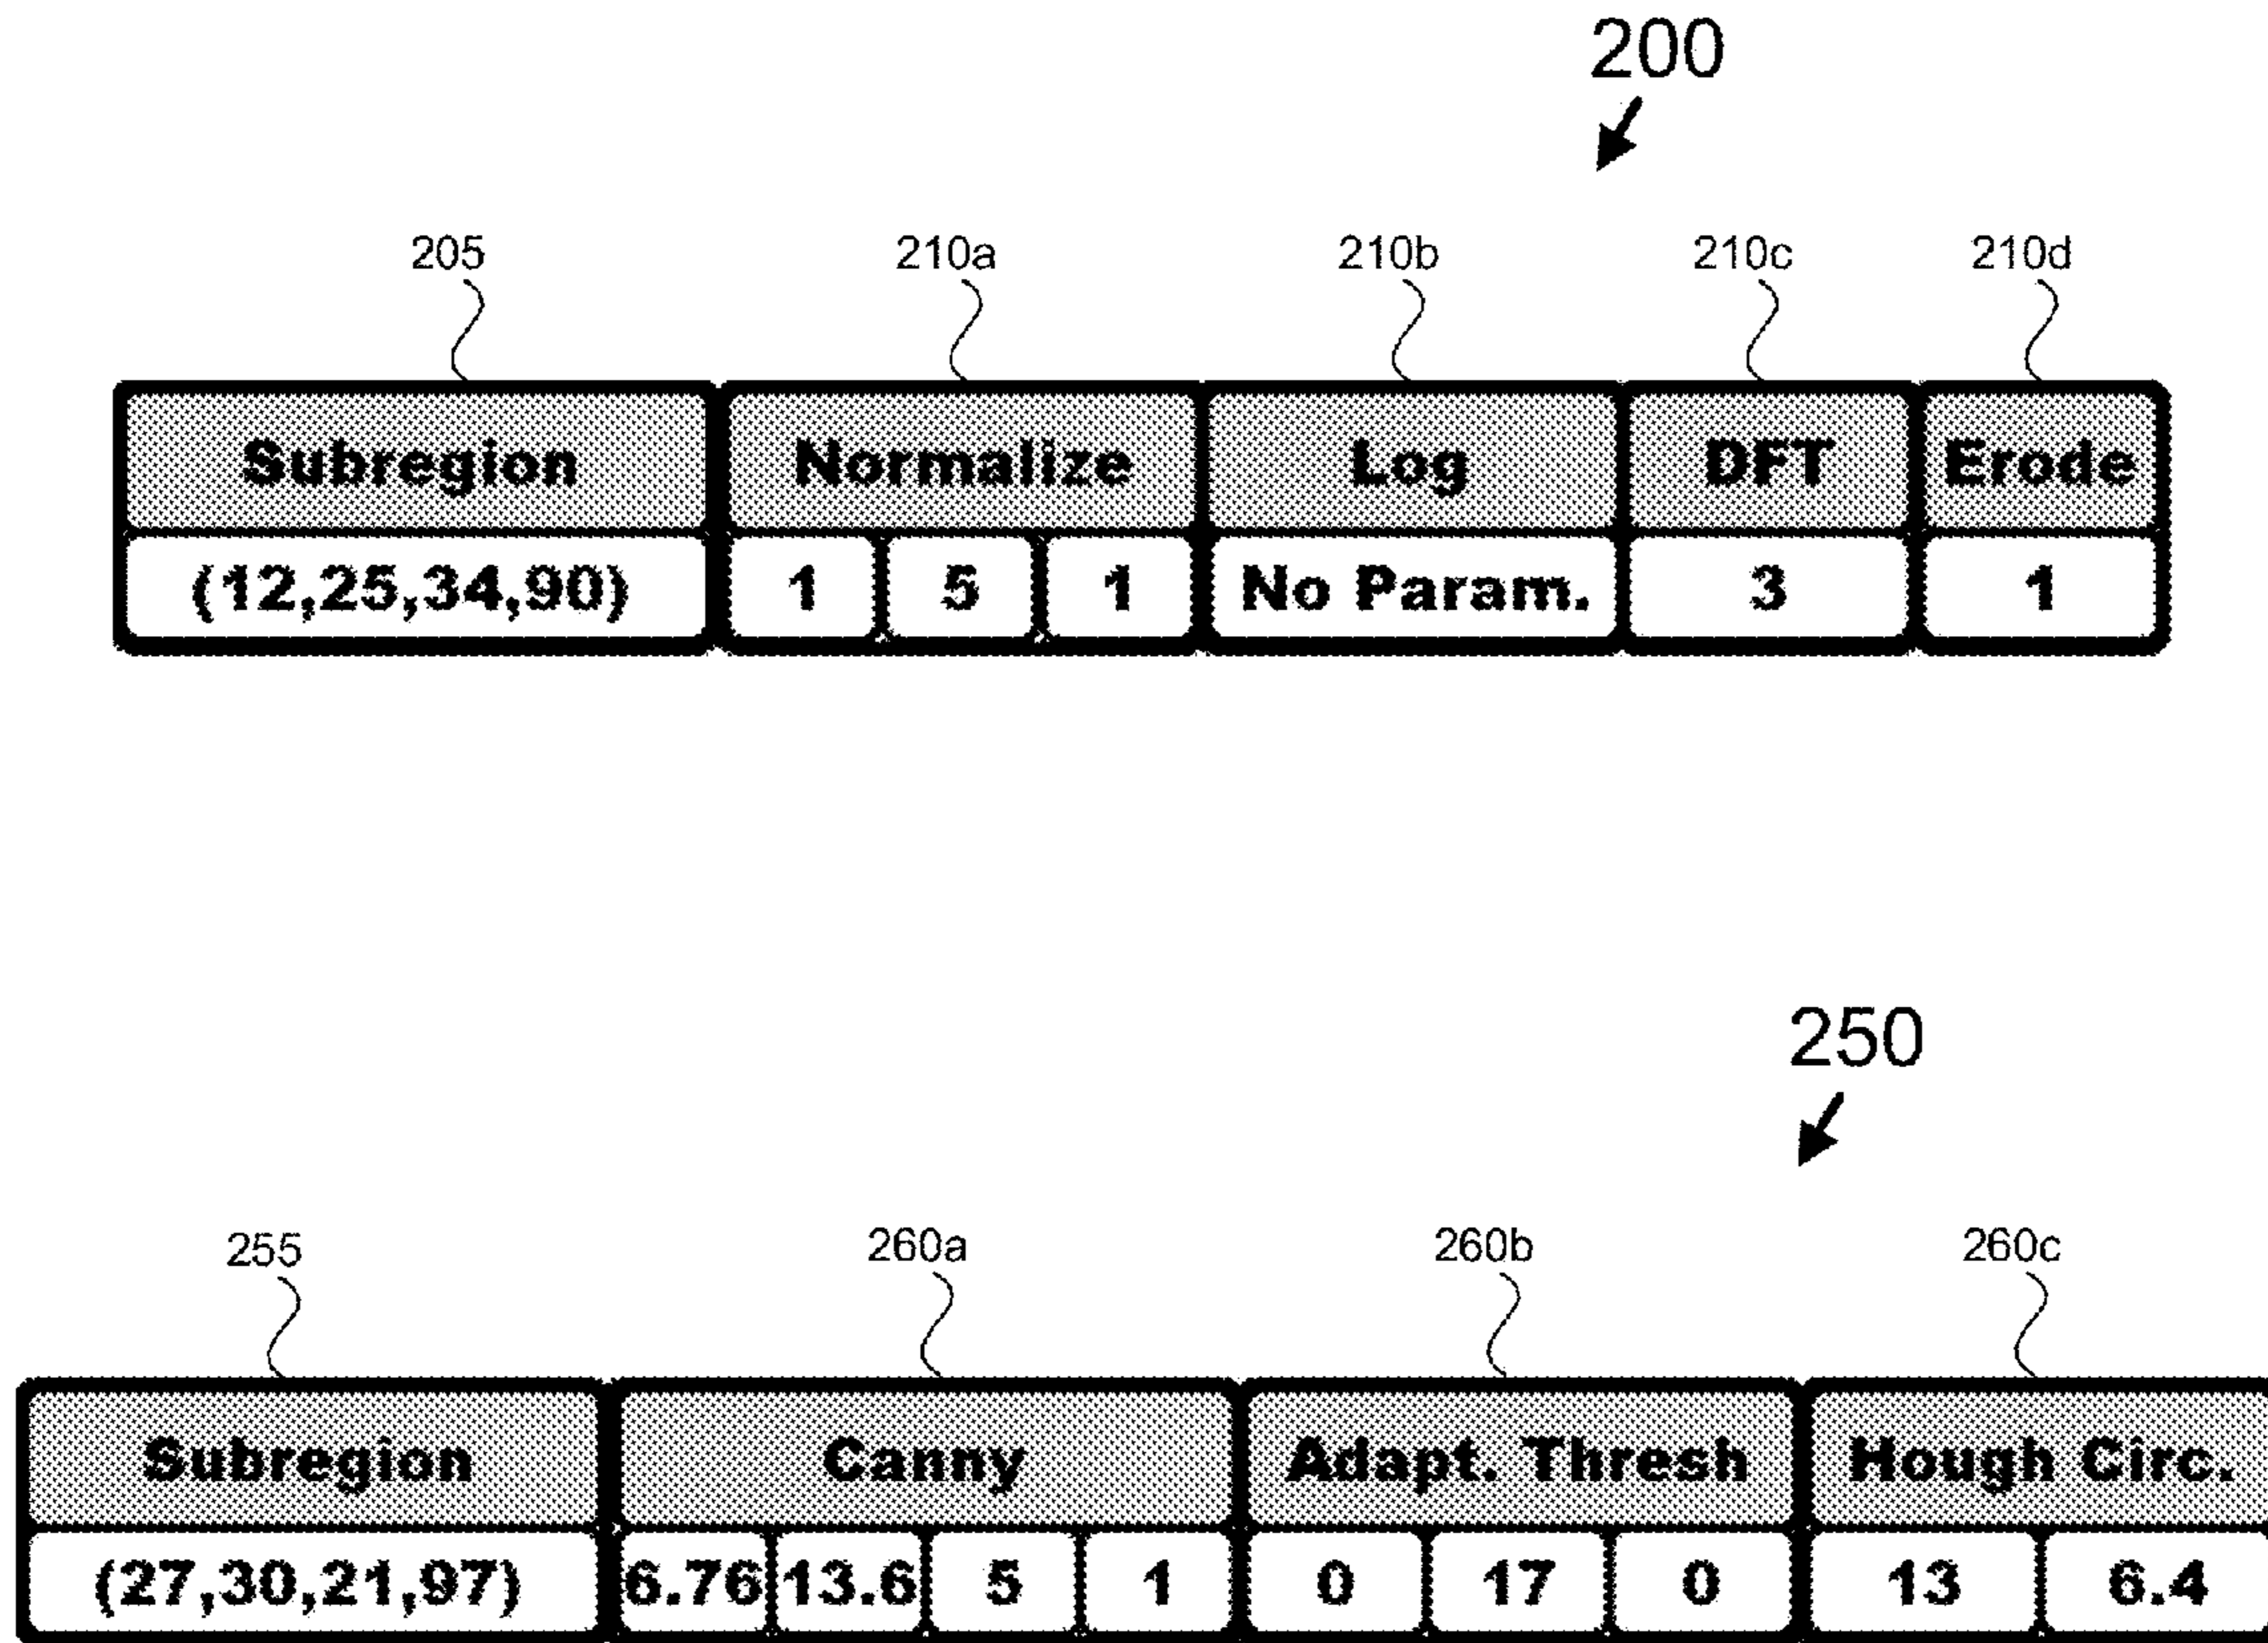 200
205 210a 210b 210c 210d
Subregion Normalize Log DFT Erode
(12,25,34,90) 1 5 1 No Param. 3 1
250
255 260a 260b 260c
Subregion Canny Adapt. Thresh Hough Circ.
(27,30,21,97) 6.76 13.6 5 1 0 17 0 13 6.4